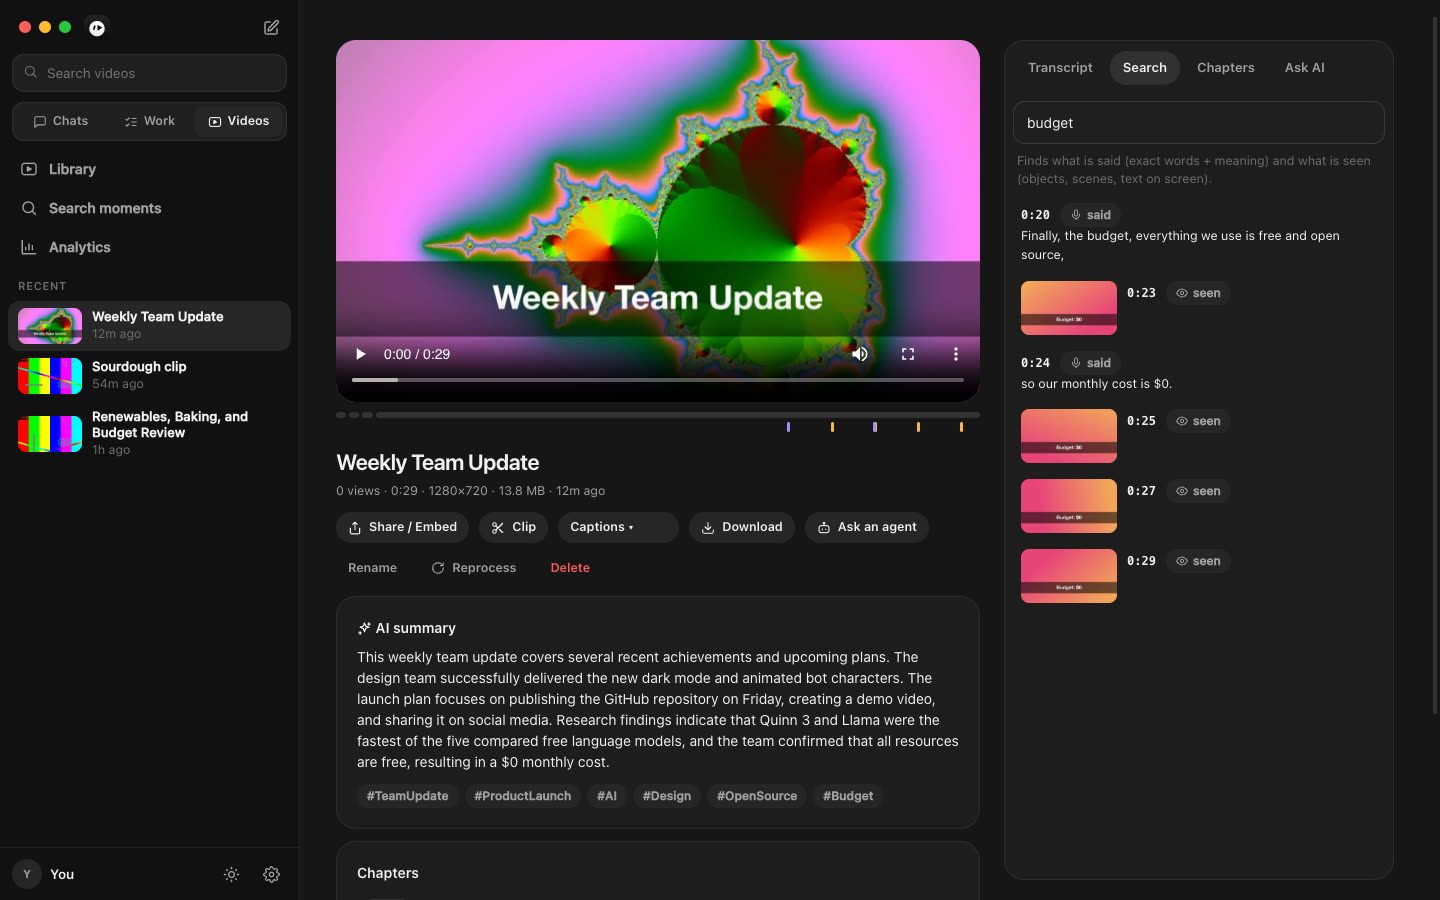 Search videos
Chats
Work
Videos
Library
Search moments
Analytics
RECENT
Weekly Team Update
12m ago
Sourdough clip
54m ago
Renewables, Baking, and
Budget Review
1h ago
Y
You
Weekly Team Update
0:00 / 0:29
Weekly Team Update
0 views · 0:29 · 1280×720 · 13.8 MB · 12m ago
Share / Embed
Clip
Captions ▾
Download
Ask an agent
Rename
Reprocess
Delete
AI summary
This weekly team update covers several recent achievements and upcoming plans. The
design team successfully delivered the new dark mode and animated bot characters. The
launch plan focuses on publishing the GitHub repository on Friday, creating a demo video,
and sharing it on social media. Research findings indicate that Quinn 3 and Llama were the
fastest of the five compared free language models, and the team confirmed that all resources
are free, resulting in a $0 monthly cost.
#TeamUpdate
#ProductLaunch
#AI
#Design
#OpenSource
#Budget
Chapters
Transcript
Search
Chapters
Ask AI
budget
Finds what is said (exact words + meaning) and what is seen
(objects, scenes, text on screen).
0:20 said
Finally, the budget, everything we use is free and open
source,
Budget: $0
0:23 seen
0:24 said
so our monthly cost is $0.
Budget: $0
0:25 seen
Budget: $0
0:27 seen
Budget: $0
0:29 seen